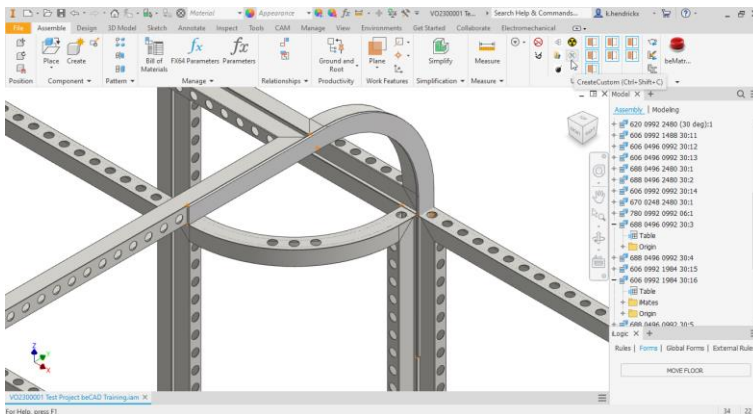 Material
Appearance
VO2300001 Te...
Search Help & Commands...
k.hendrickx
File Assemble Design 3D Model Sketch Annotate Inspect Tools CAM Manage View Environments Get Started Collaborate Electromechanical
Place Create
Bill of Materials
FX64 Parameters Parameters
Ground and Root
Plane
Simplify
Measure
beMatr...
Position Component Pattern Manage Relationships Productivity Work Features Simplification Measure
CreateCustom (Ctrl+Shift+C)
Model
Assembly | Modeling
620 0992 2480 (30 deg):1
606 0992 1488 30:11
606 0496 0992 30:12
606 0496 0992 30:13
688 0496 2480 30:1
688 0496 2480 30:2
606 0992 0992 30:14
670 0248 2480 30:1
780 0992 0992 06:1
688 0496 0992 30:3
Table
Origin
688 0496 0992 30:4
606 0992 1984 30:15
606 0992 1984 30:16
Table
iMates
Origin
688 0496 0992 30:5
iLogic
Rules | Forms | Global Forms | External Rule
MOVE FLOOR
Z
VO2300001 Test Project beCAD Training.iam
For Help, press F1
34 22